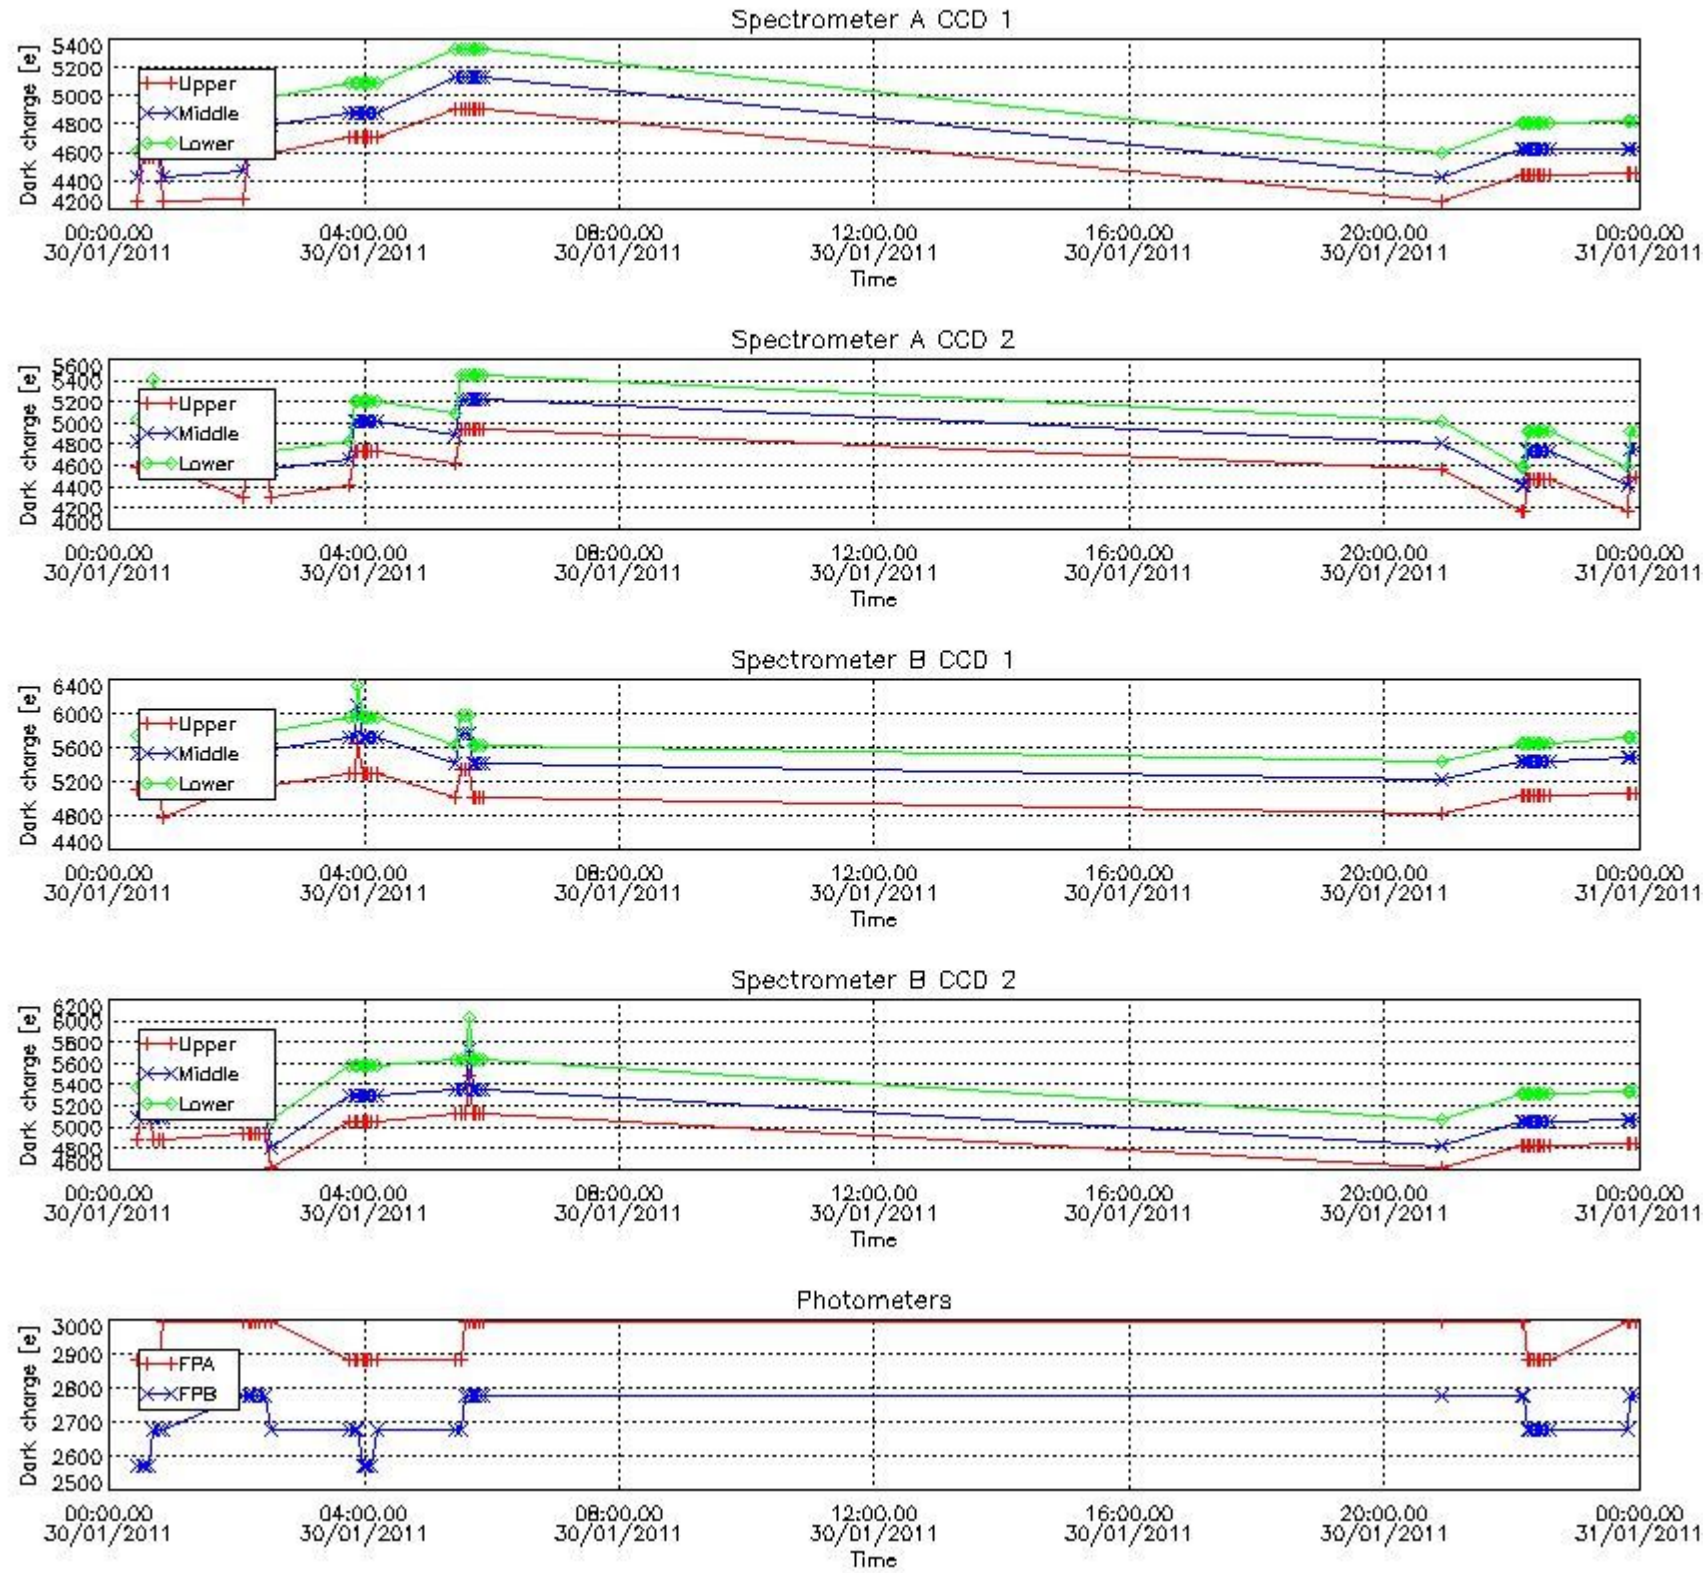 Spectrometer A CCD 1
Dark charge [e]
5400
5200
5000
4800
4600
4400
4200
Upper
Middle
Lower
00:00.00 04:00.00 08:00.00 12:00.00 16:00.00 20:00.00 00:00.00
30/01/2011 30/01/2011 30/01/2011 30/01/2011 30/01/2011 30/01/2011 31/01/2011
Time
Spectrometer A CCD 2
Dark charge [e]
5600
5400
5200
5000
4800
4600
4400
4200
4000
Upper
Middle
Lower
00:00.00 04:00.00 08:00.00 12:00.00 16:00.00 20:00.00 00:00.00
30/01/2011 30/01/2011 30/01/2011 30/01/2011 30/01/2011 30/01/2011 31/01/2011
Time
Spectrometer B CCD 1
Dark charge [e]
6400
6000
5600
5200
4800
4400
Upper
Middle
Lower
00:00.00 04:00.00 08:00.00 12:00.00 16:00.00 20:00.00 00:00.00
30/01/2011 30/01/2011 30/01/2011 30/01/2011 30/01/2011 30/01/2011 31/01/2011
Time
Spectrometer B CCD 2
Dark charge [e]
6200
6000
5800
5600
5400
5200
5000
4800
4600
Upper
Middle
Lower
00:00.00 04:00.00 08:00.00 12:00.00 16:00.00 20:00.00 00:00.00
30/01/2011 30/01/2011 30/01/2011 30/01/2011 30/01/2011 30/01/2011 31/01/2011
Time
Photometers
Dark charge [e]
3000
2900
2800
2700
2600
2500
FPA
FPB
00:00.00 04:00.00 08:00.00 12:00.00 16:00.00 20:00.00 00:00.00
30/01/2011 30/01/2011 30/01/2011 30/01/2011 30/01/2011 30/01/2011 31/01/2011
Time